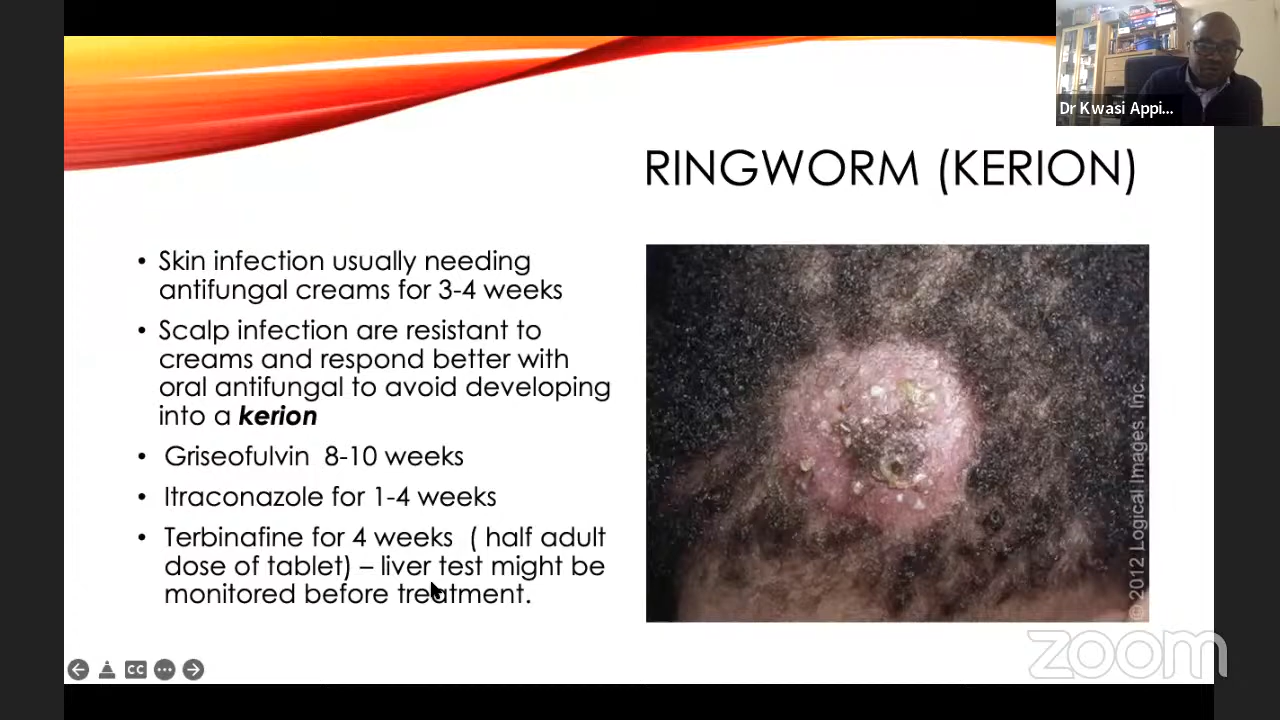 Dr Kwasi Appi...
RINGWORM (KERION)
• Skin infection usually needing
antifungal creams for 3-4 weeks
• Scalp infection are resistant to
creams and respond better with
oral antifungal to avoid developing
into a kerion
• Griseofulvin 8-10 weeks
• Itraconazole for 1-4 weeks
• Terbinafine for 4 weeks ( half adult
dose of tablet) – liver test might be
monitored before treatment.
© 2012 Logical Images, Inc.
CC
zoom